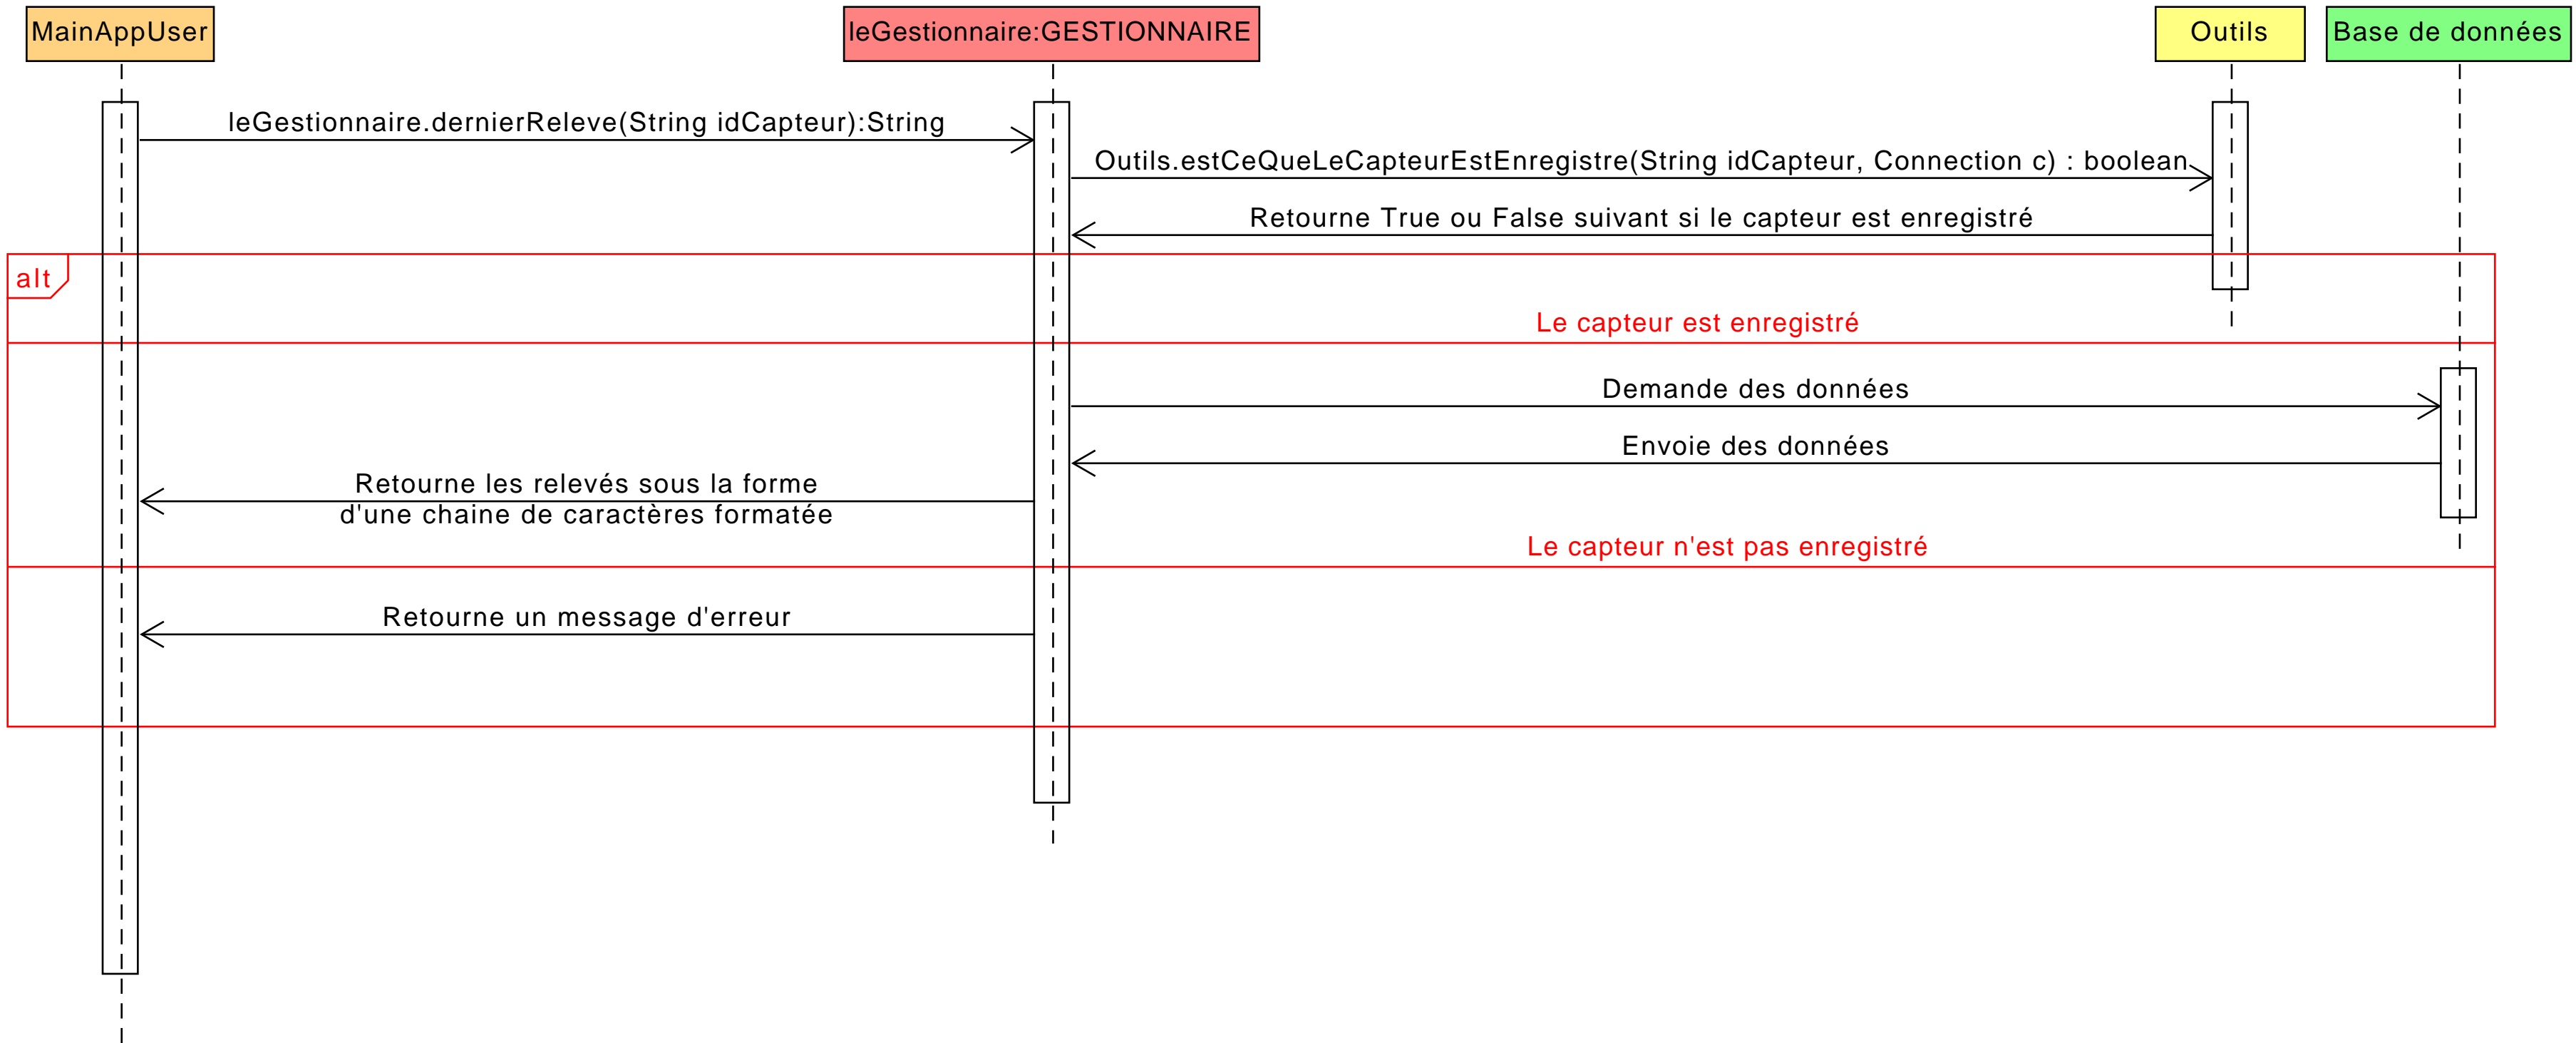 MainAppUser
leGestionnaire:GESTIONNAIRE
Outils
Base de données
leGestionnaire.dernierReleve(String idCapteur):String
Outils.estCeQueLeCapteurEstEnregistre(String idCapteur, Connection c) : boolean
Retourne True ou False suivant si le capteur est enregistré
alt
Le capteur est enregistré
Demande des données
Envoie des données
Retourne les relevés sous la forme
d'une chaine de caractères formatée
Le capteur n'est pas enregistré
Retourne un message d'erreur